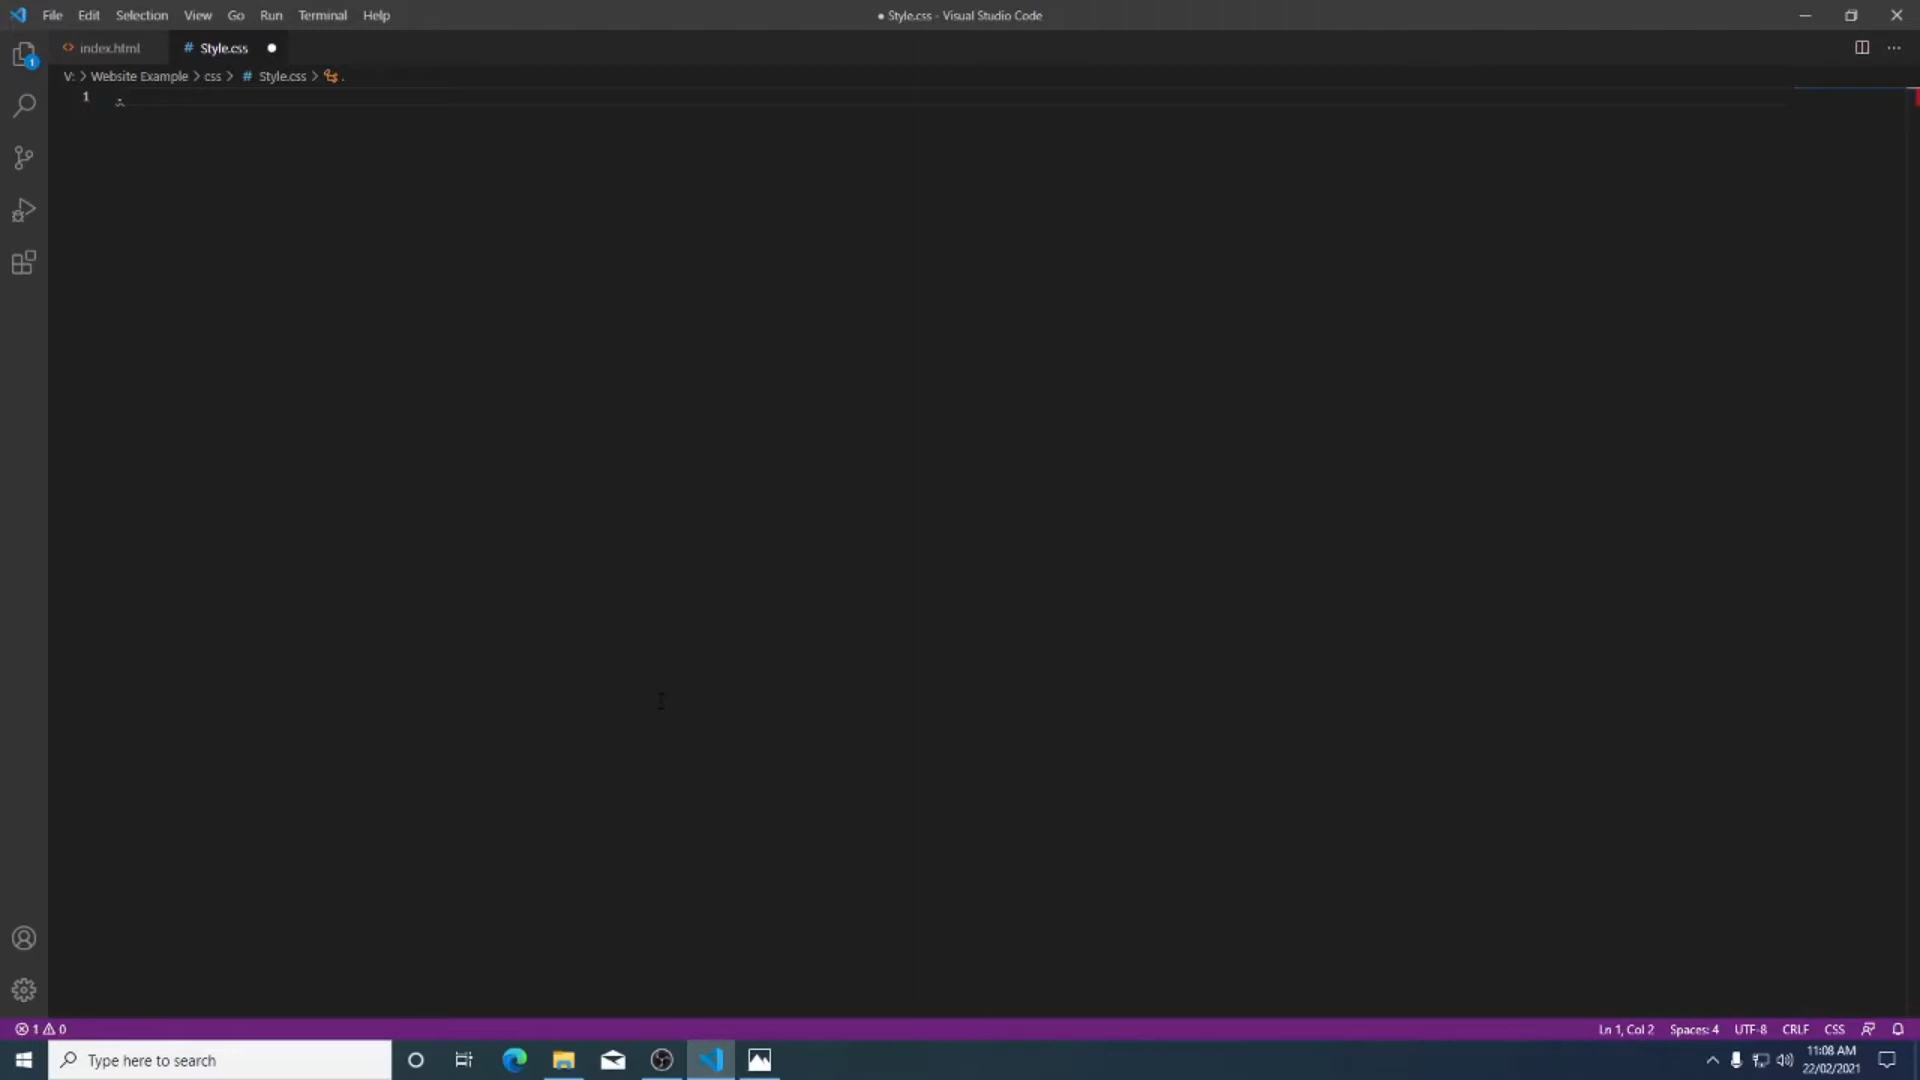 File Edit Selection View Go Run Terminal Help
● Style.css - Visual Studio Code
index.html
# Style.css ●
V: > Website Example > css > # Style.css > .
1 .
1
1 0
Ln 1, Col 2 Spaces: 4 UTF-8 CRLF CSS
Type here to search
11:08 AM
22/02/2021